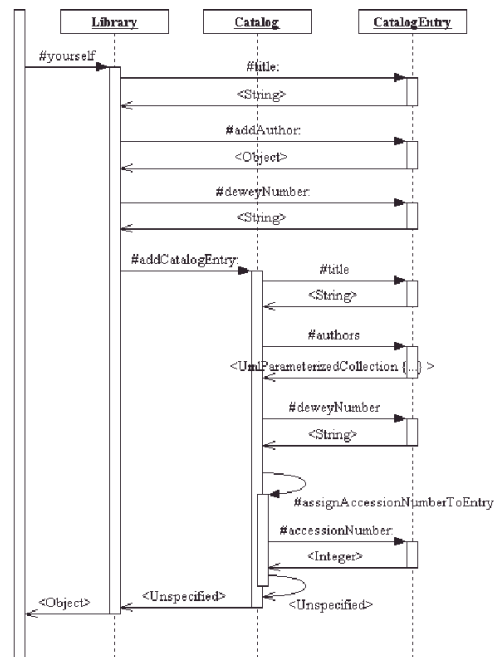 Library Catalog CatalogEntry
#yourself
#title:
<String>
#addAuthor:
<Object>
#deweyNumber:
<String>
#addCatalogEntry:
#title
<String>
#authors
<UmlParameterizedCollection {...} >
#deweyNumber
<String>
#assignAccessionNumberToEntry
#accessionNumber:
<Integer>
<Object> <Unspecified> <Unspecified>